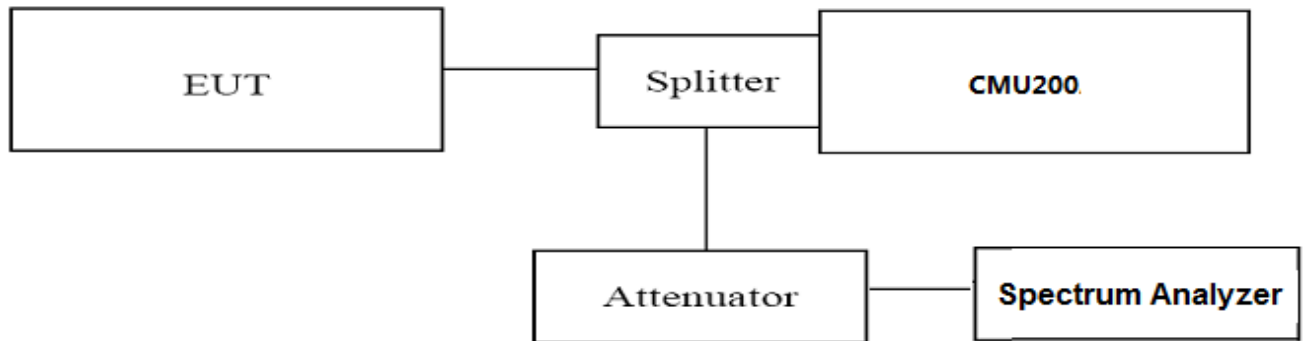 EUT
Splitter
CMU200
Attenuator
Spectrum Analyzer